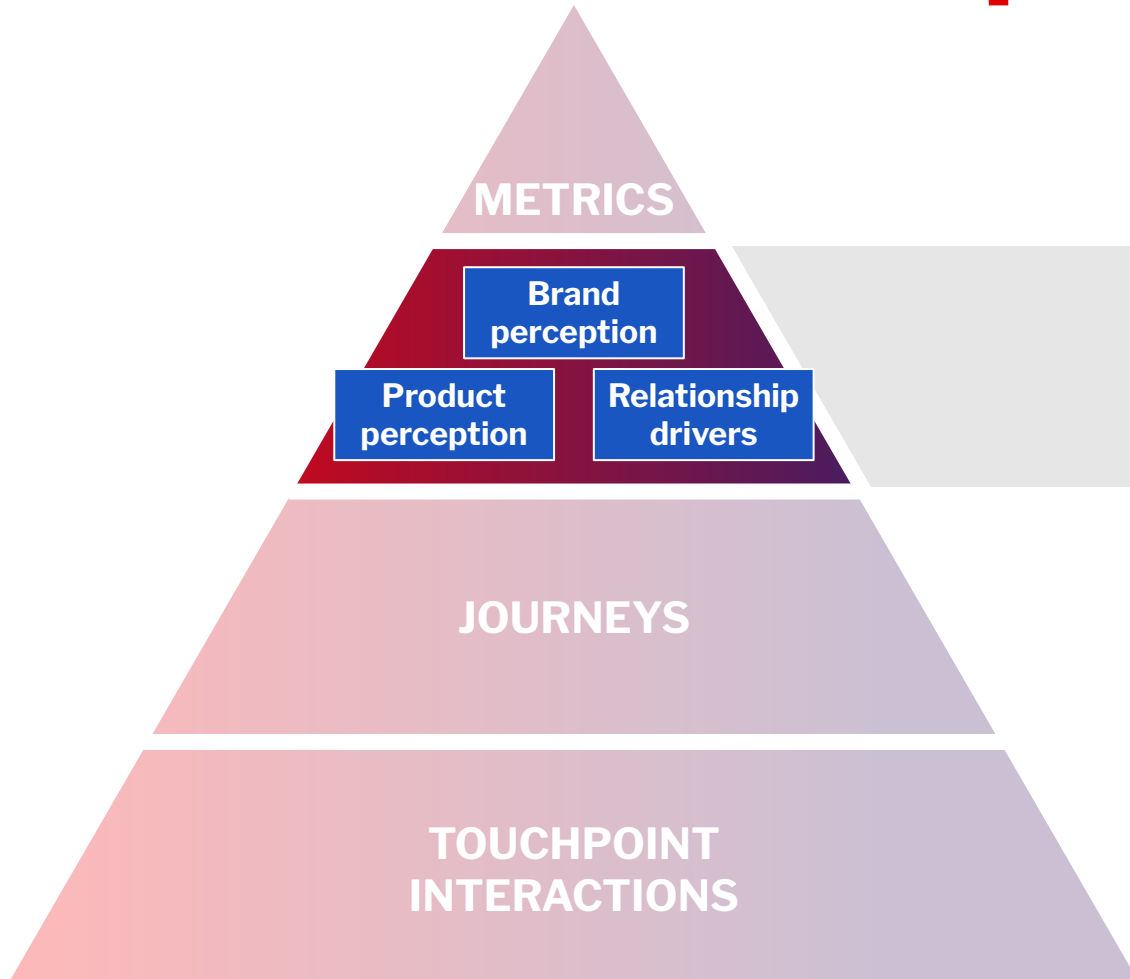 METRICS
Brand
perception
Product
perception
Relationship
drivers
JOURNEYS
TOUCHPOINT
INTERACTIONS